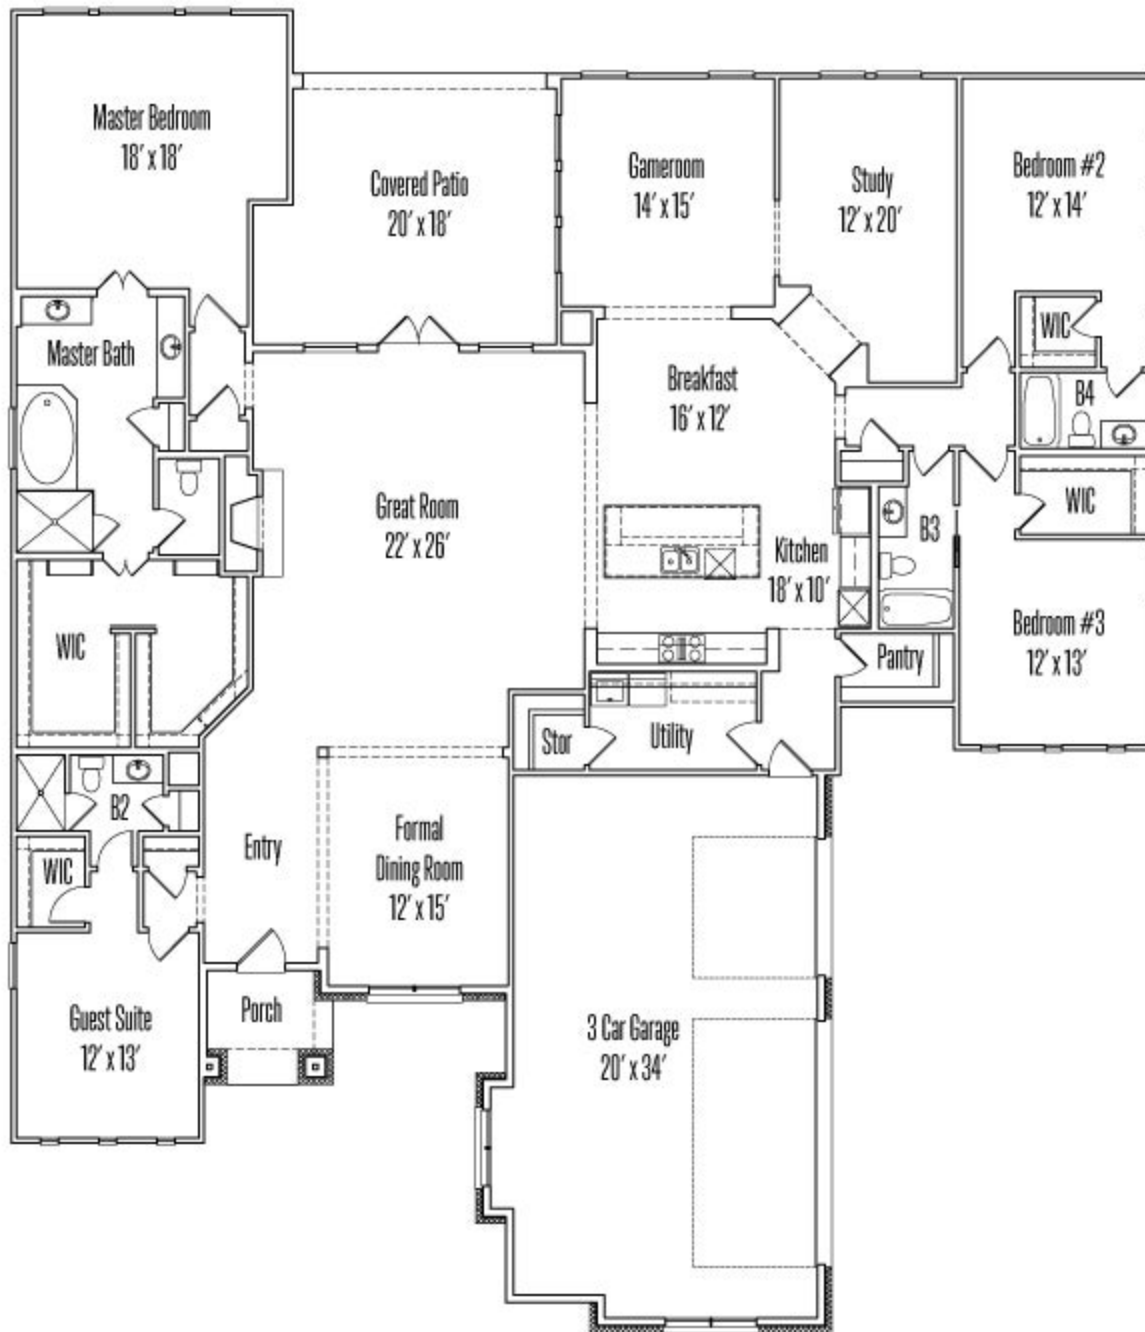 Master Bedroom
18' x 18'
Covered Patio
20' x 18'
Gameroom
14' x 15'
Study
12' x 20'
Bedroom #2
12' x 14'
WIC
Master Bath
Breakfast
16' x 12'
B4
Great Room
22' x 26'
WIC
B3
Kitchen
18' x 10'
WIC
Bedroom #3
12' x 13'
Pantry
Stor
Utility
B2
Entry
Formal
Dining Room
12' x 15'
WIC
Guest Suite
12' x 13'
Porch
3 Car Garage
20' x 34'